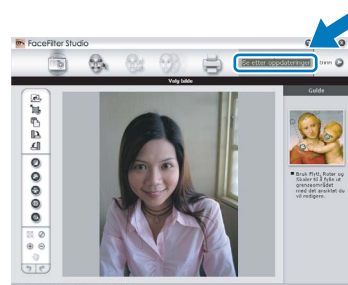 FaceFilter Studio
Se etter oppdateringer
trinn
Velg bilde
Guide
Bruk Flytt, Roter og
Skaler til å fylle ut
grenseområdet
med det ansiktet du
vil redigere.